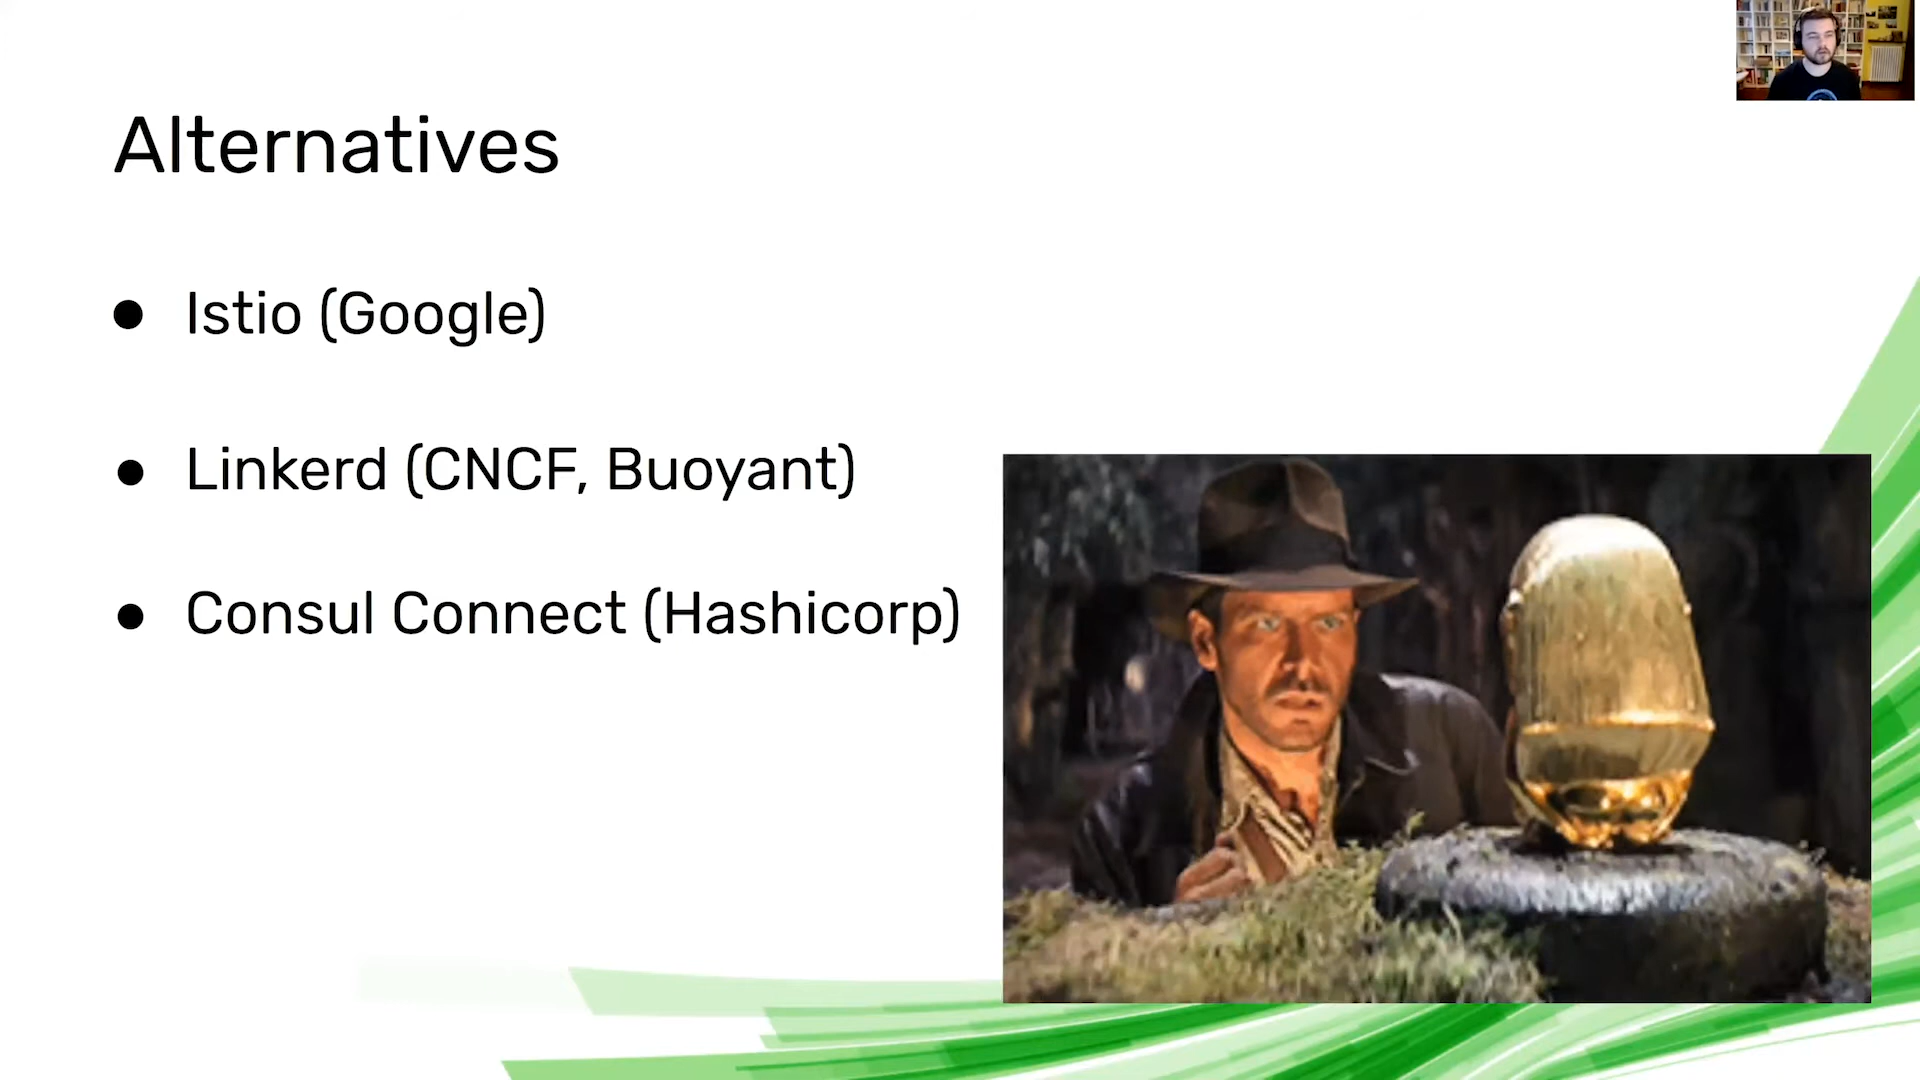 Alternatives
● Istio (Google)
● Linkerd (CNCF, Buoyant)
● Consul Connect (Hashicorp)